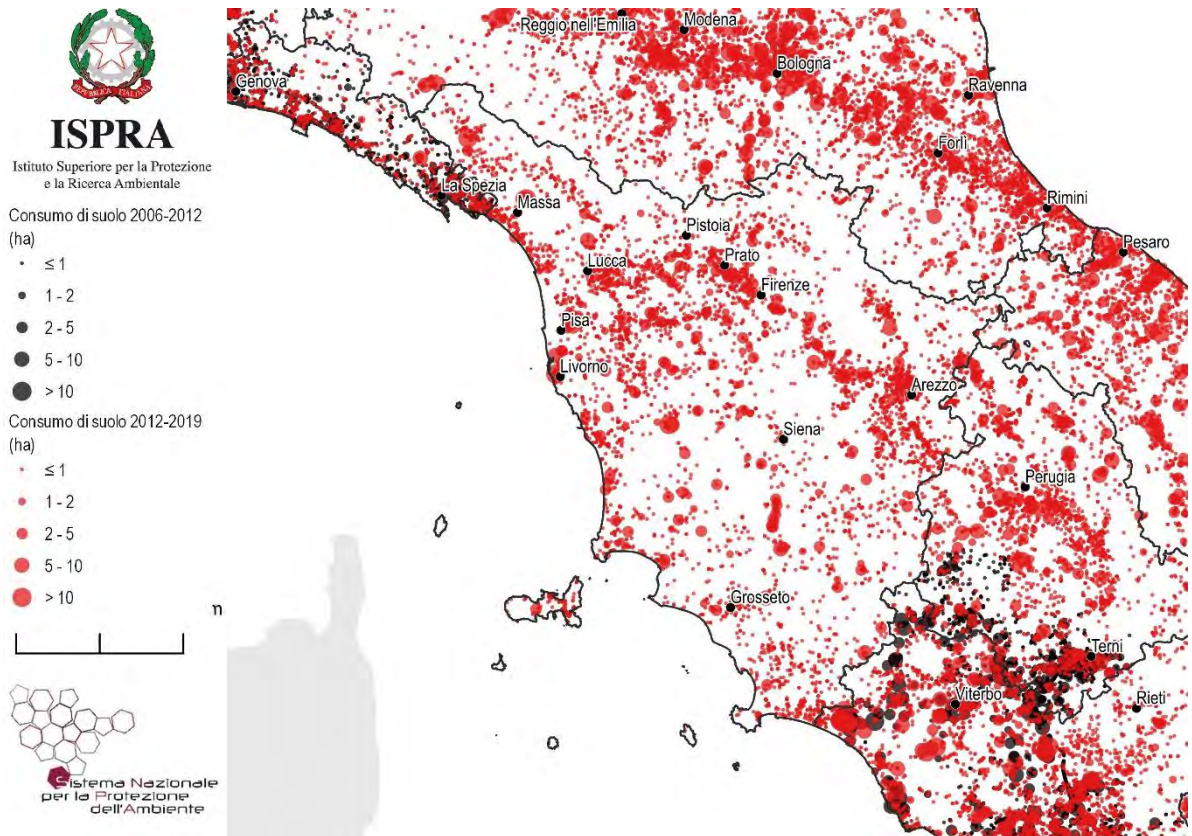 REPVBBLICA ITALIANA
ISPRA
Istituto Superiore per la Protezione
e la Ricerca Ambientale
Consumo di suolo 2006-2012
(ha)
≤ 1
1 - 2
2 - 5
5 - 10
> 10
Consumo di suolo 2012-2019
(ha)
≤ 1
1 - 2
2 - 5
5 - 10
> 10
n
Sistema Nazionale
per la Protezione
dell'Ambiente
Reggio nell'Emilia
Modena
Bologna
Genova
Ravenna
Forlì
La Spezia
Massa
Rimini
Pistoia
Pesaro
Lucca
Prato
Firenze
Pisa
Livorno
Arezzo
Siena
Perugia
Grosseto
Terni
Viterbo
Rieti